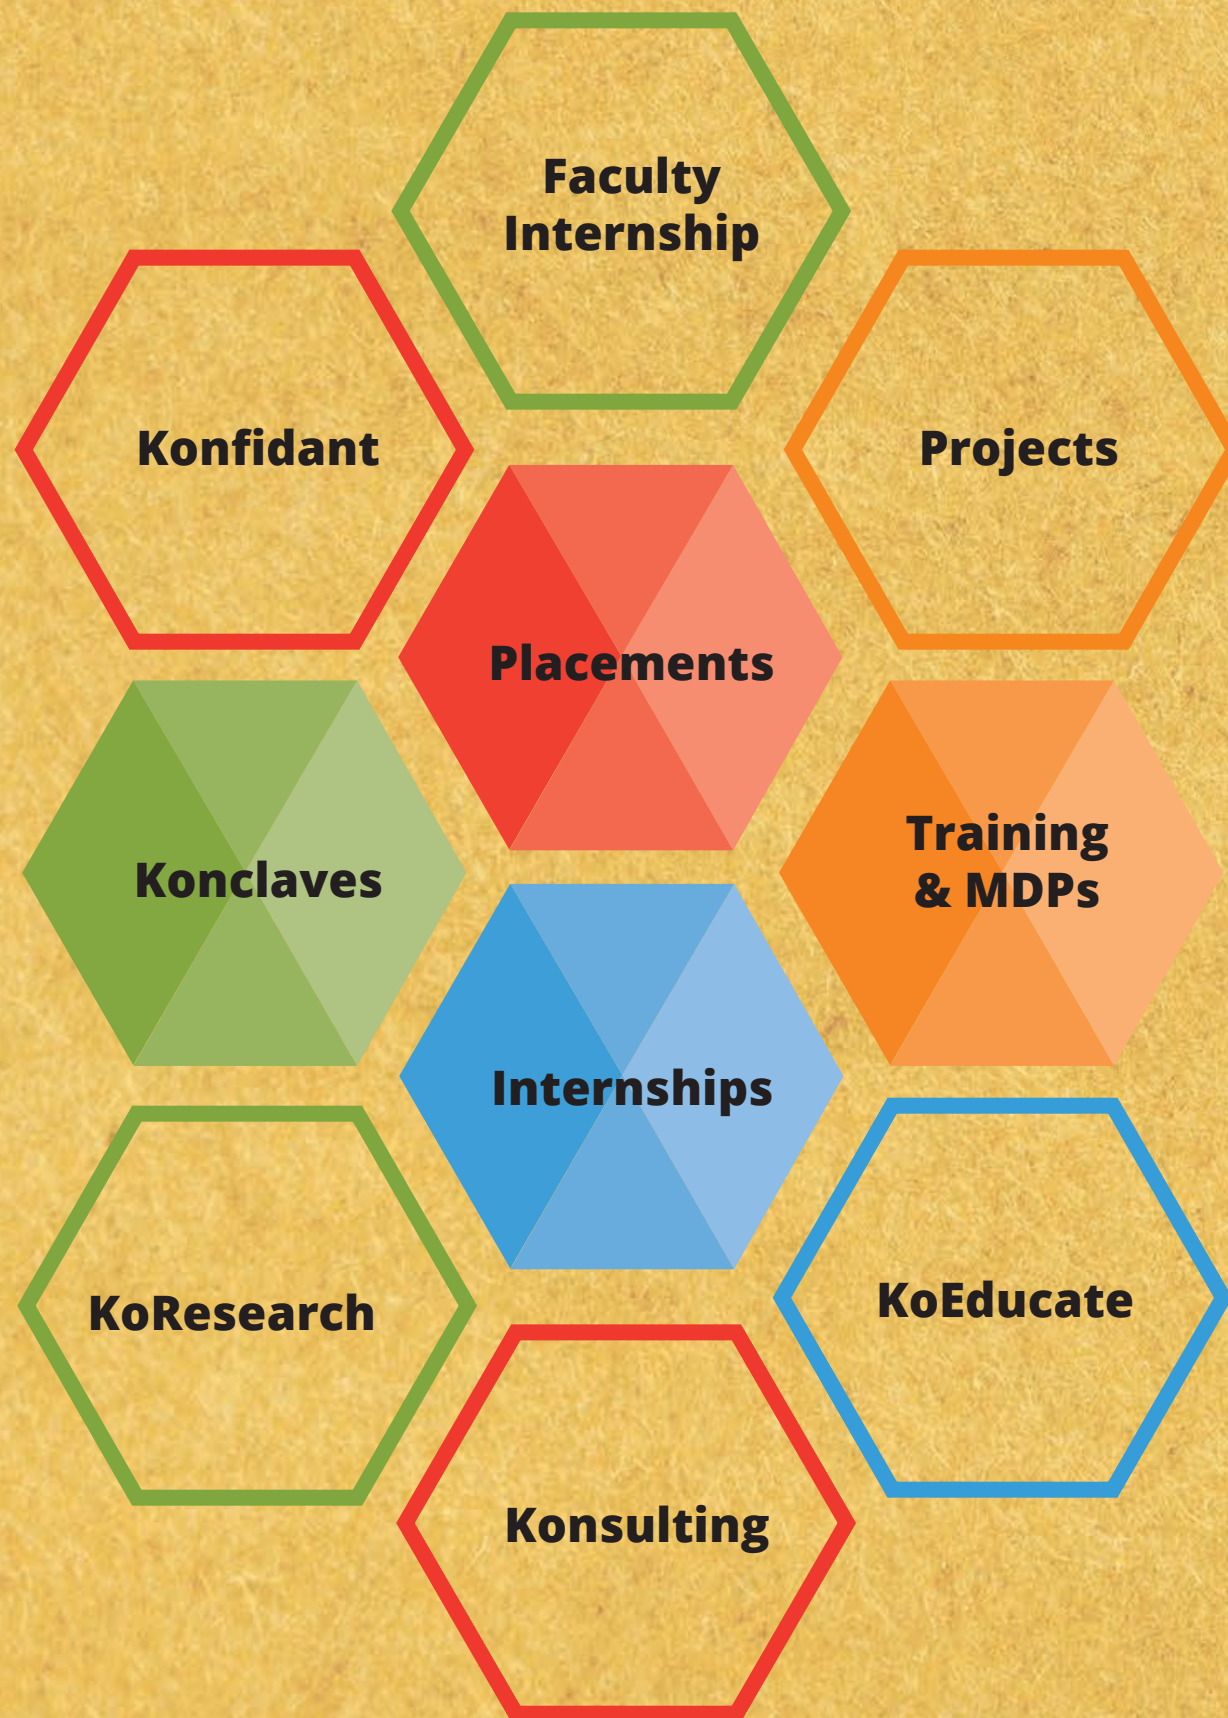 Faculty
Internship
Konfidant
Projects
Placements
Konclaves
Training
& MDPs
Internships
KoResearch
KoEducate
Konsulting